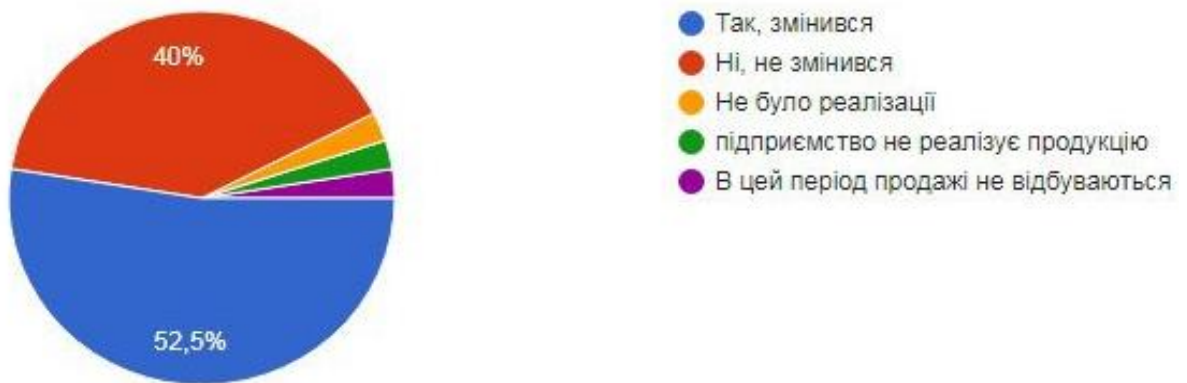 40%
52,5%
Так, змінився
Ні, не змінився
Не було реалізації
підприємство не реалізує продукцію
В цей період продажі не відбуваються